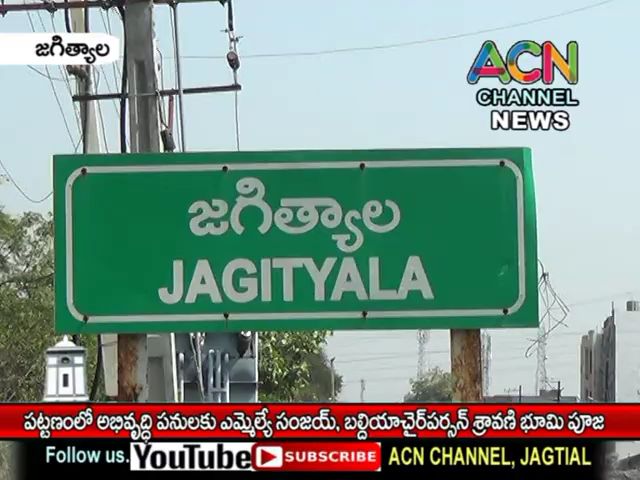 జగిత్యాల
ACN
CHANNEL
NEWS
జగిత్యాల
JAGITYALA
పట్టణంలో అభివృద్ధి పనులకు ఎమ్మెల్యే సంజయ్, బల్దియాచైర్‌పర్సన్ శ్రావణి భూమి పూజ
Follow us. YouTube SUBSCRIBE ACN CHANNEL, JAGTIAL